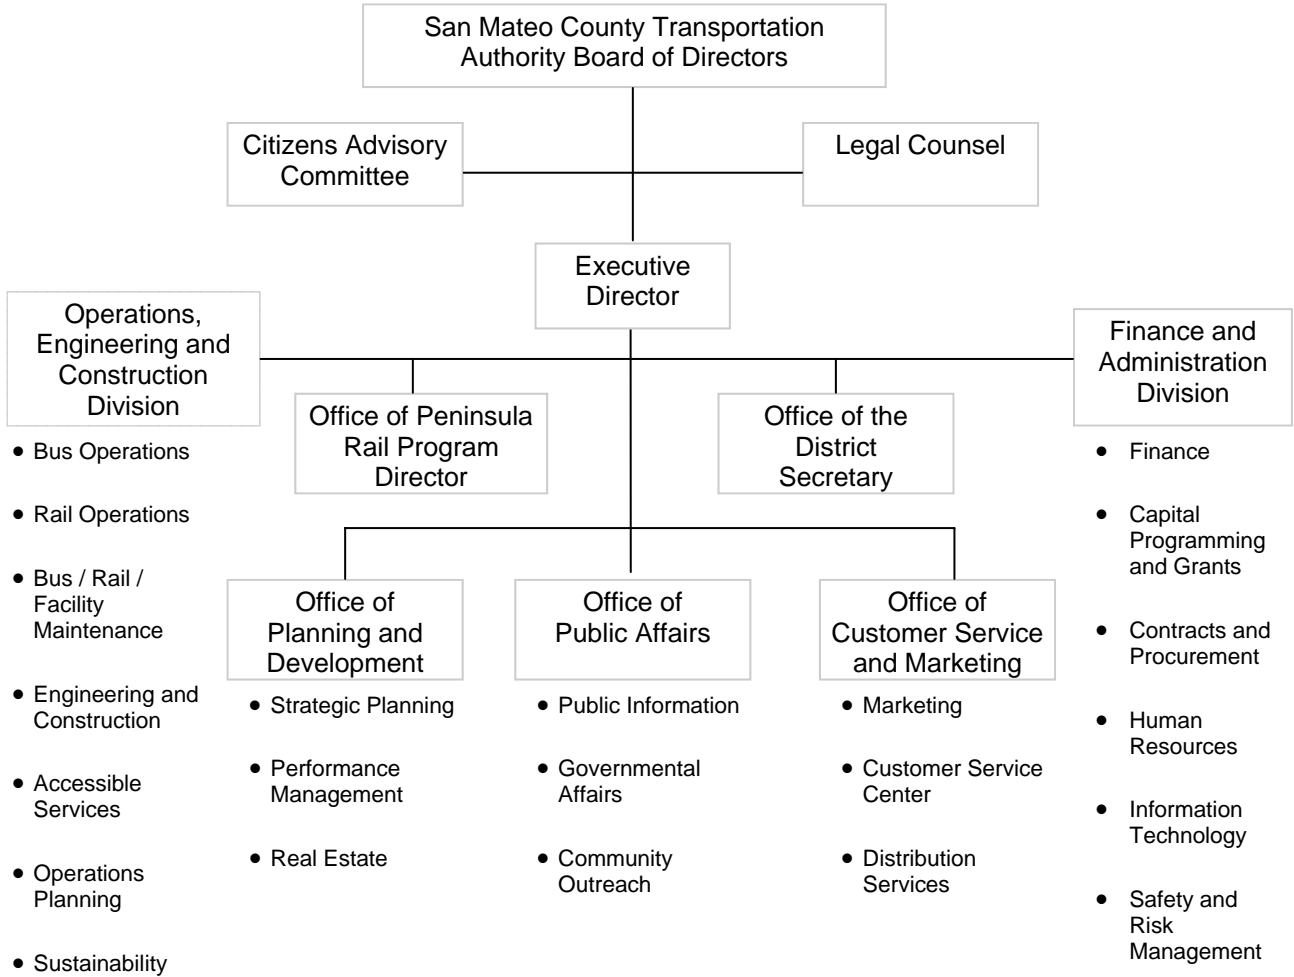 San Mateo County Transportation
Authority Board of Directors
Citizens Advisory
Committee
Legal Counsel
Executive
Director
Operations,
Engineering and
Construction
Division
• Bus Operations
• Rail Operations
• Bus / Rail /
Facility
Maintenance
• Engineering and
Construction
• Accessible
Services
• Operations
Planning
• Sustainability
Office of Peninsula
Rail Program
Director
Office of the
District
Secretary
Finance and
Administration
Division
• Finance
• Capital
Programming
and Grants
• Contracts and
Procurement
• Human
Resources
• Information
Technology
• Safety and
Risk
Management
Office of
Planning and
Development
• Strategic Planning
• Performance
Management
• Real Estate
Office of
Public Affairs
• Public Information
• Governmental
Affairs
• Community
Outreach
Office of
Customer Service
and Marketing
• Marketing
• Customer Service
Center
• Distribution
Services